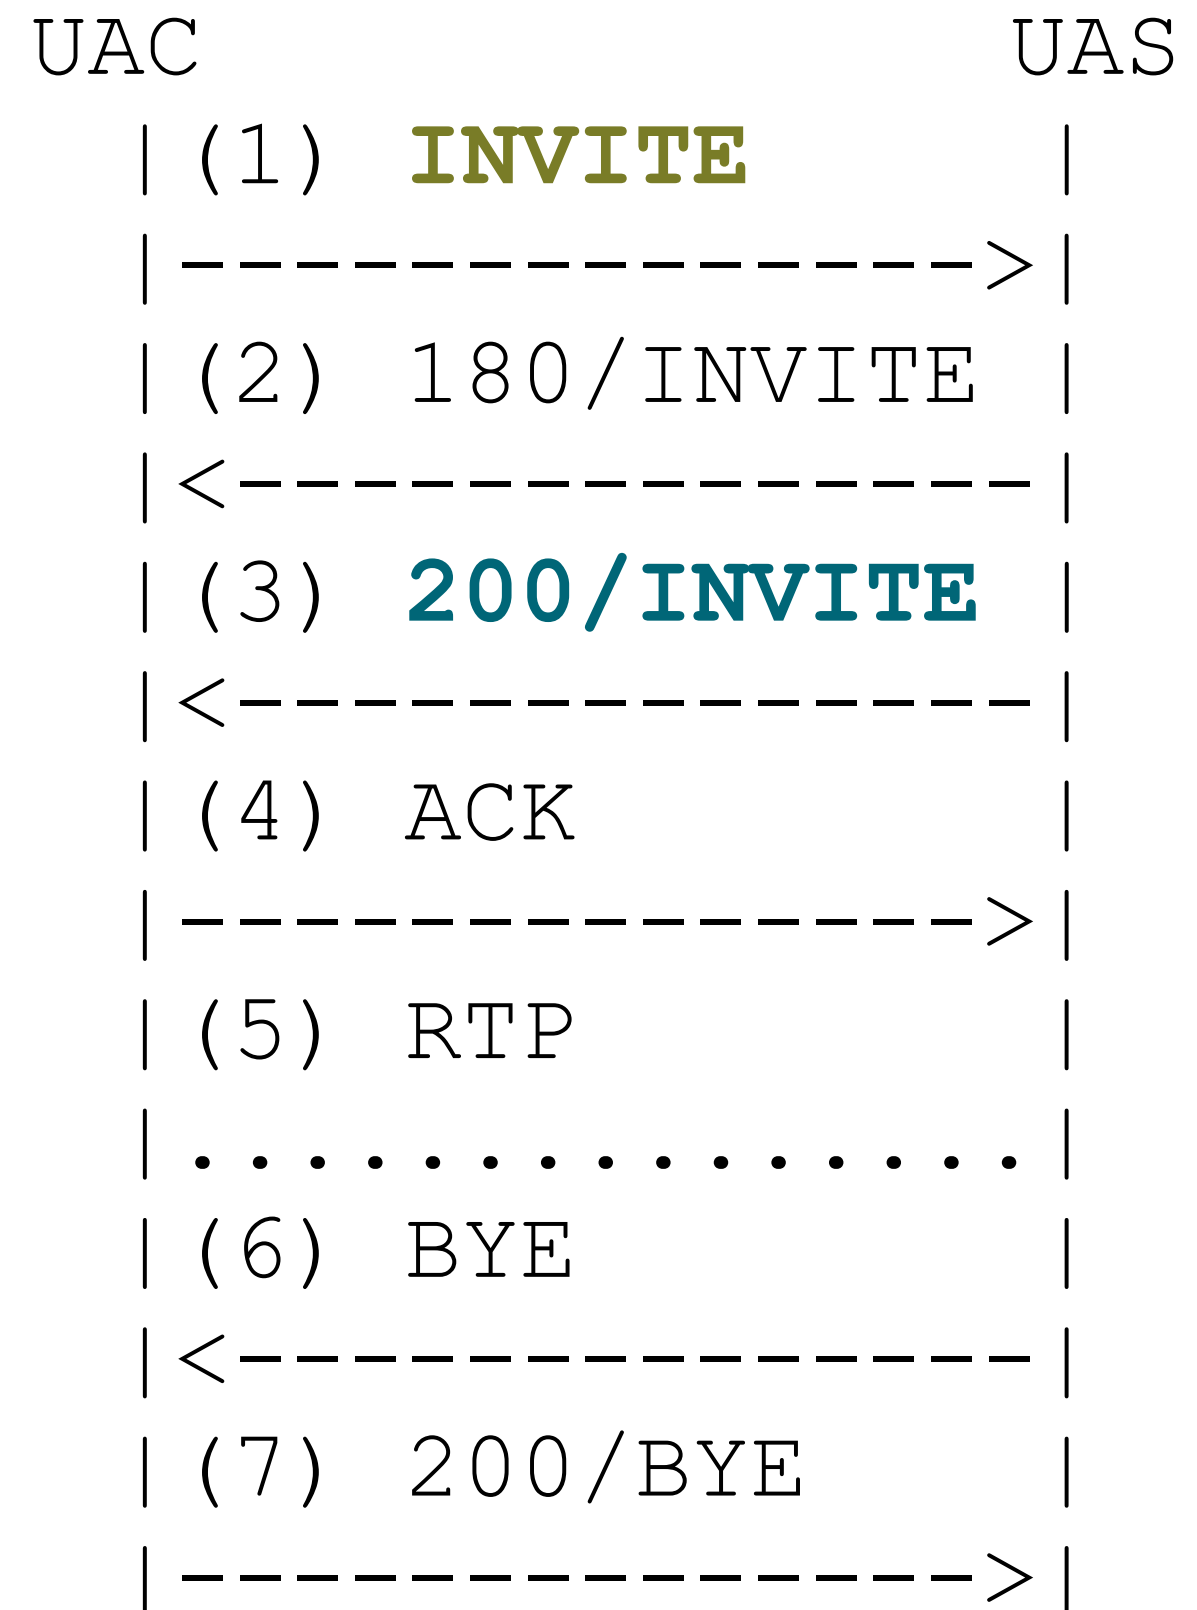 UAC                UAS
  | (1) INVITE      |
  |-------------->|
  | (2) 180/INVITE  |
  |<--------------|
  | (3) 200/INVITE  |
  |<--------------|
  | (4) ACK         |
  |-------------->|
  | (5) RTP         |
  |...............|
  | (6) BYE         |
  |<--------------|
  | (7) 200/BYE     |
  |-------------->|